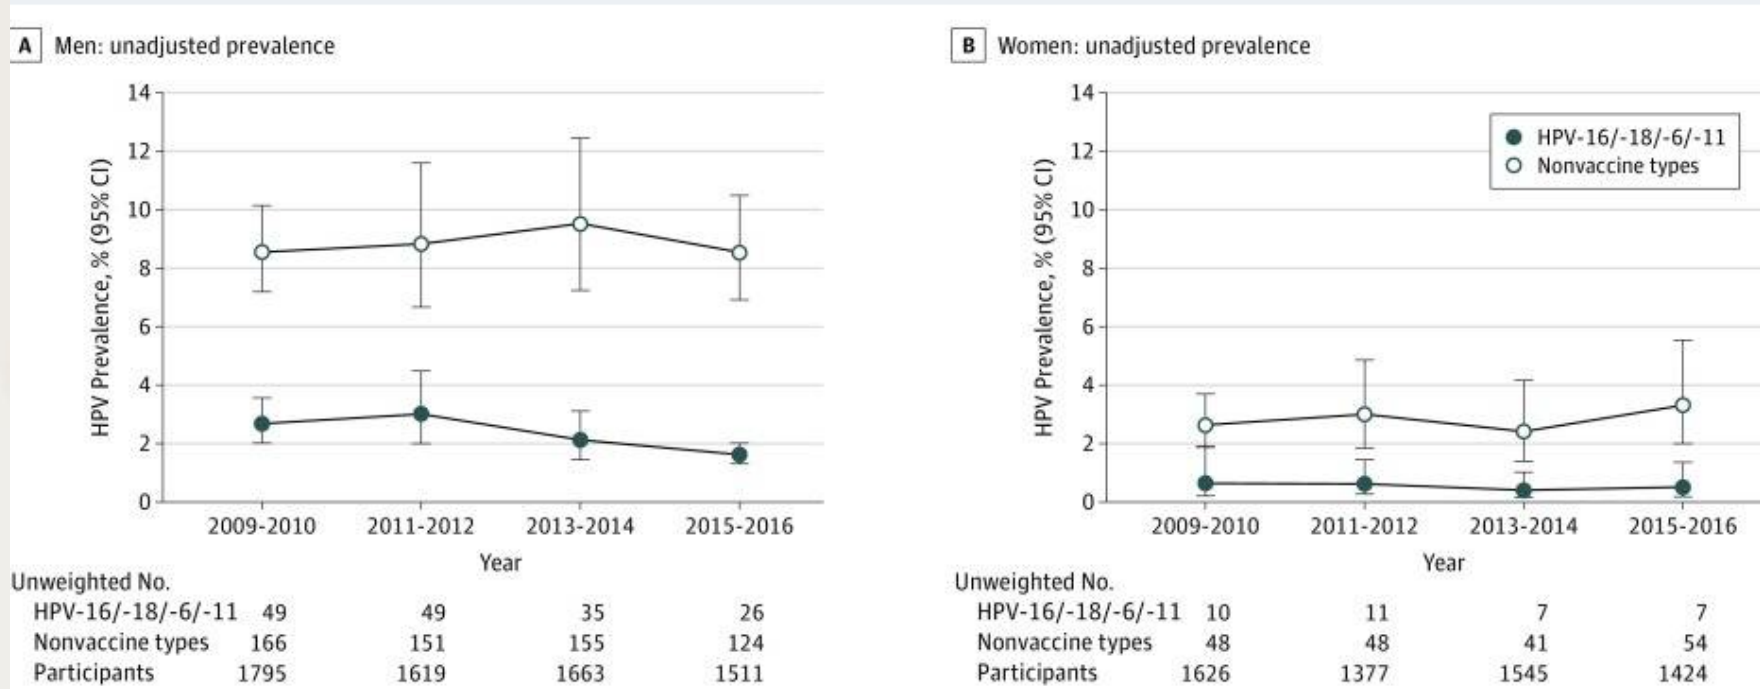 A Men: unadjusted prevalence
14
12
10
8
6
4
2
0
HPV Prevalence, % (95% CI)
2009-2010 2011-2012 2013-2014 2015-2016
Year
Unweighted No.
HPV-16/-18/-6/-11 49 49 35 26
Nonvaccine types 166 151 155 124
Participants 1795 1619 1663 1511
B Women: unadjusted prevalence
14
12
10
8
6
4
2
0
HPV Prevalence, % (95% CI)
HPV-16/-18/-6/-11
Nonvaccine types
2009-2010 2011-2012 2013-2014 2015-2016
Year
Unweighted No.
HPV-16/-18/-6/-11 10 11 7 7
Nonvaccine types 48 48 41 54
Participants 1626 1377 1545 1424